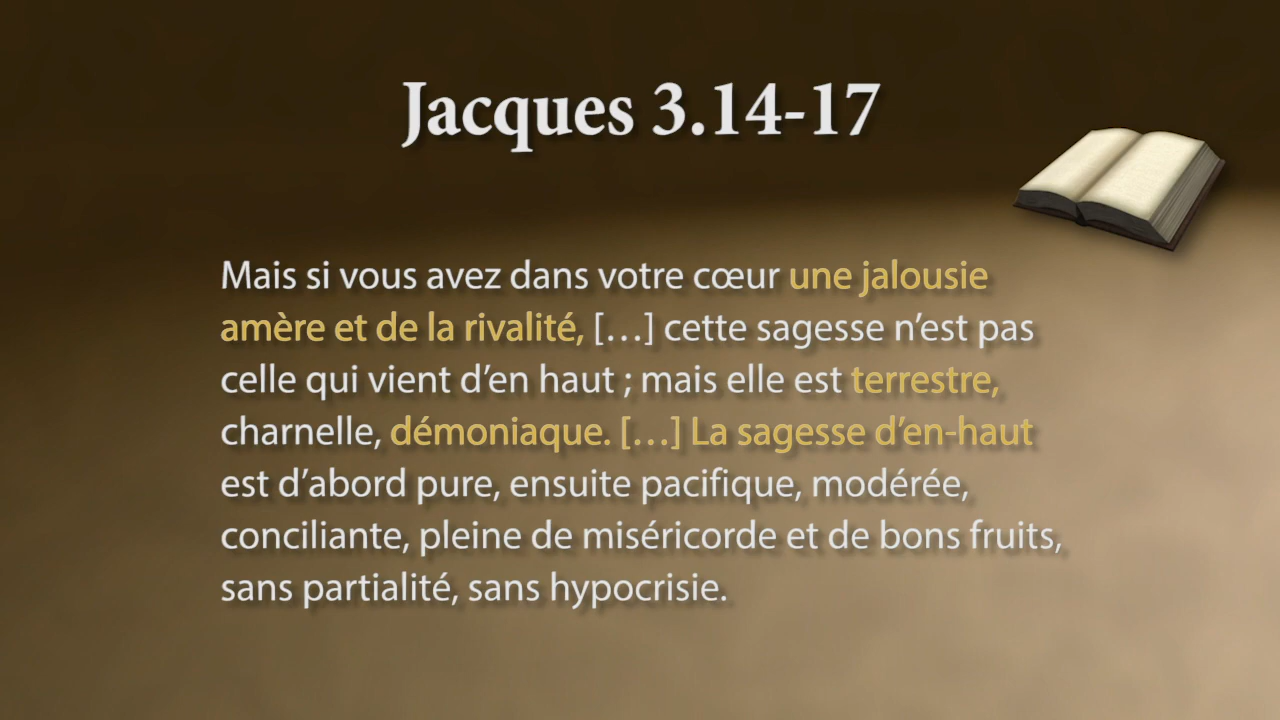 Jacques 3.14-17
Mais si vous avez dans votre cœur une jalousie
amère et de la rivalité, […] cette sagesse n’est pas
celle qui vient d’en haut ; mais elle est terrestre,
charnelle, démoniaque. […] La sagesse d’en-haut
est d’abord pure, ensuite pacifique, modérée,
conciliante, pleine de miséricorde et de bons fruits,
sans partialité, sans hypocrisie.